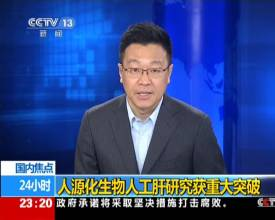 CCTV 13
新闻
国内焦点
24小时
人源化生物人工肝研究获重大突破
23:20
政府承诺将采取坚决措施打击腐败。